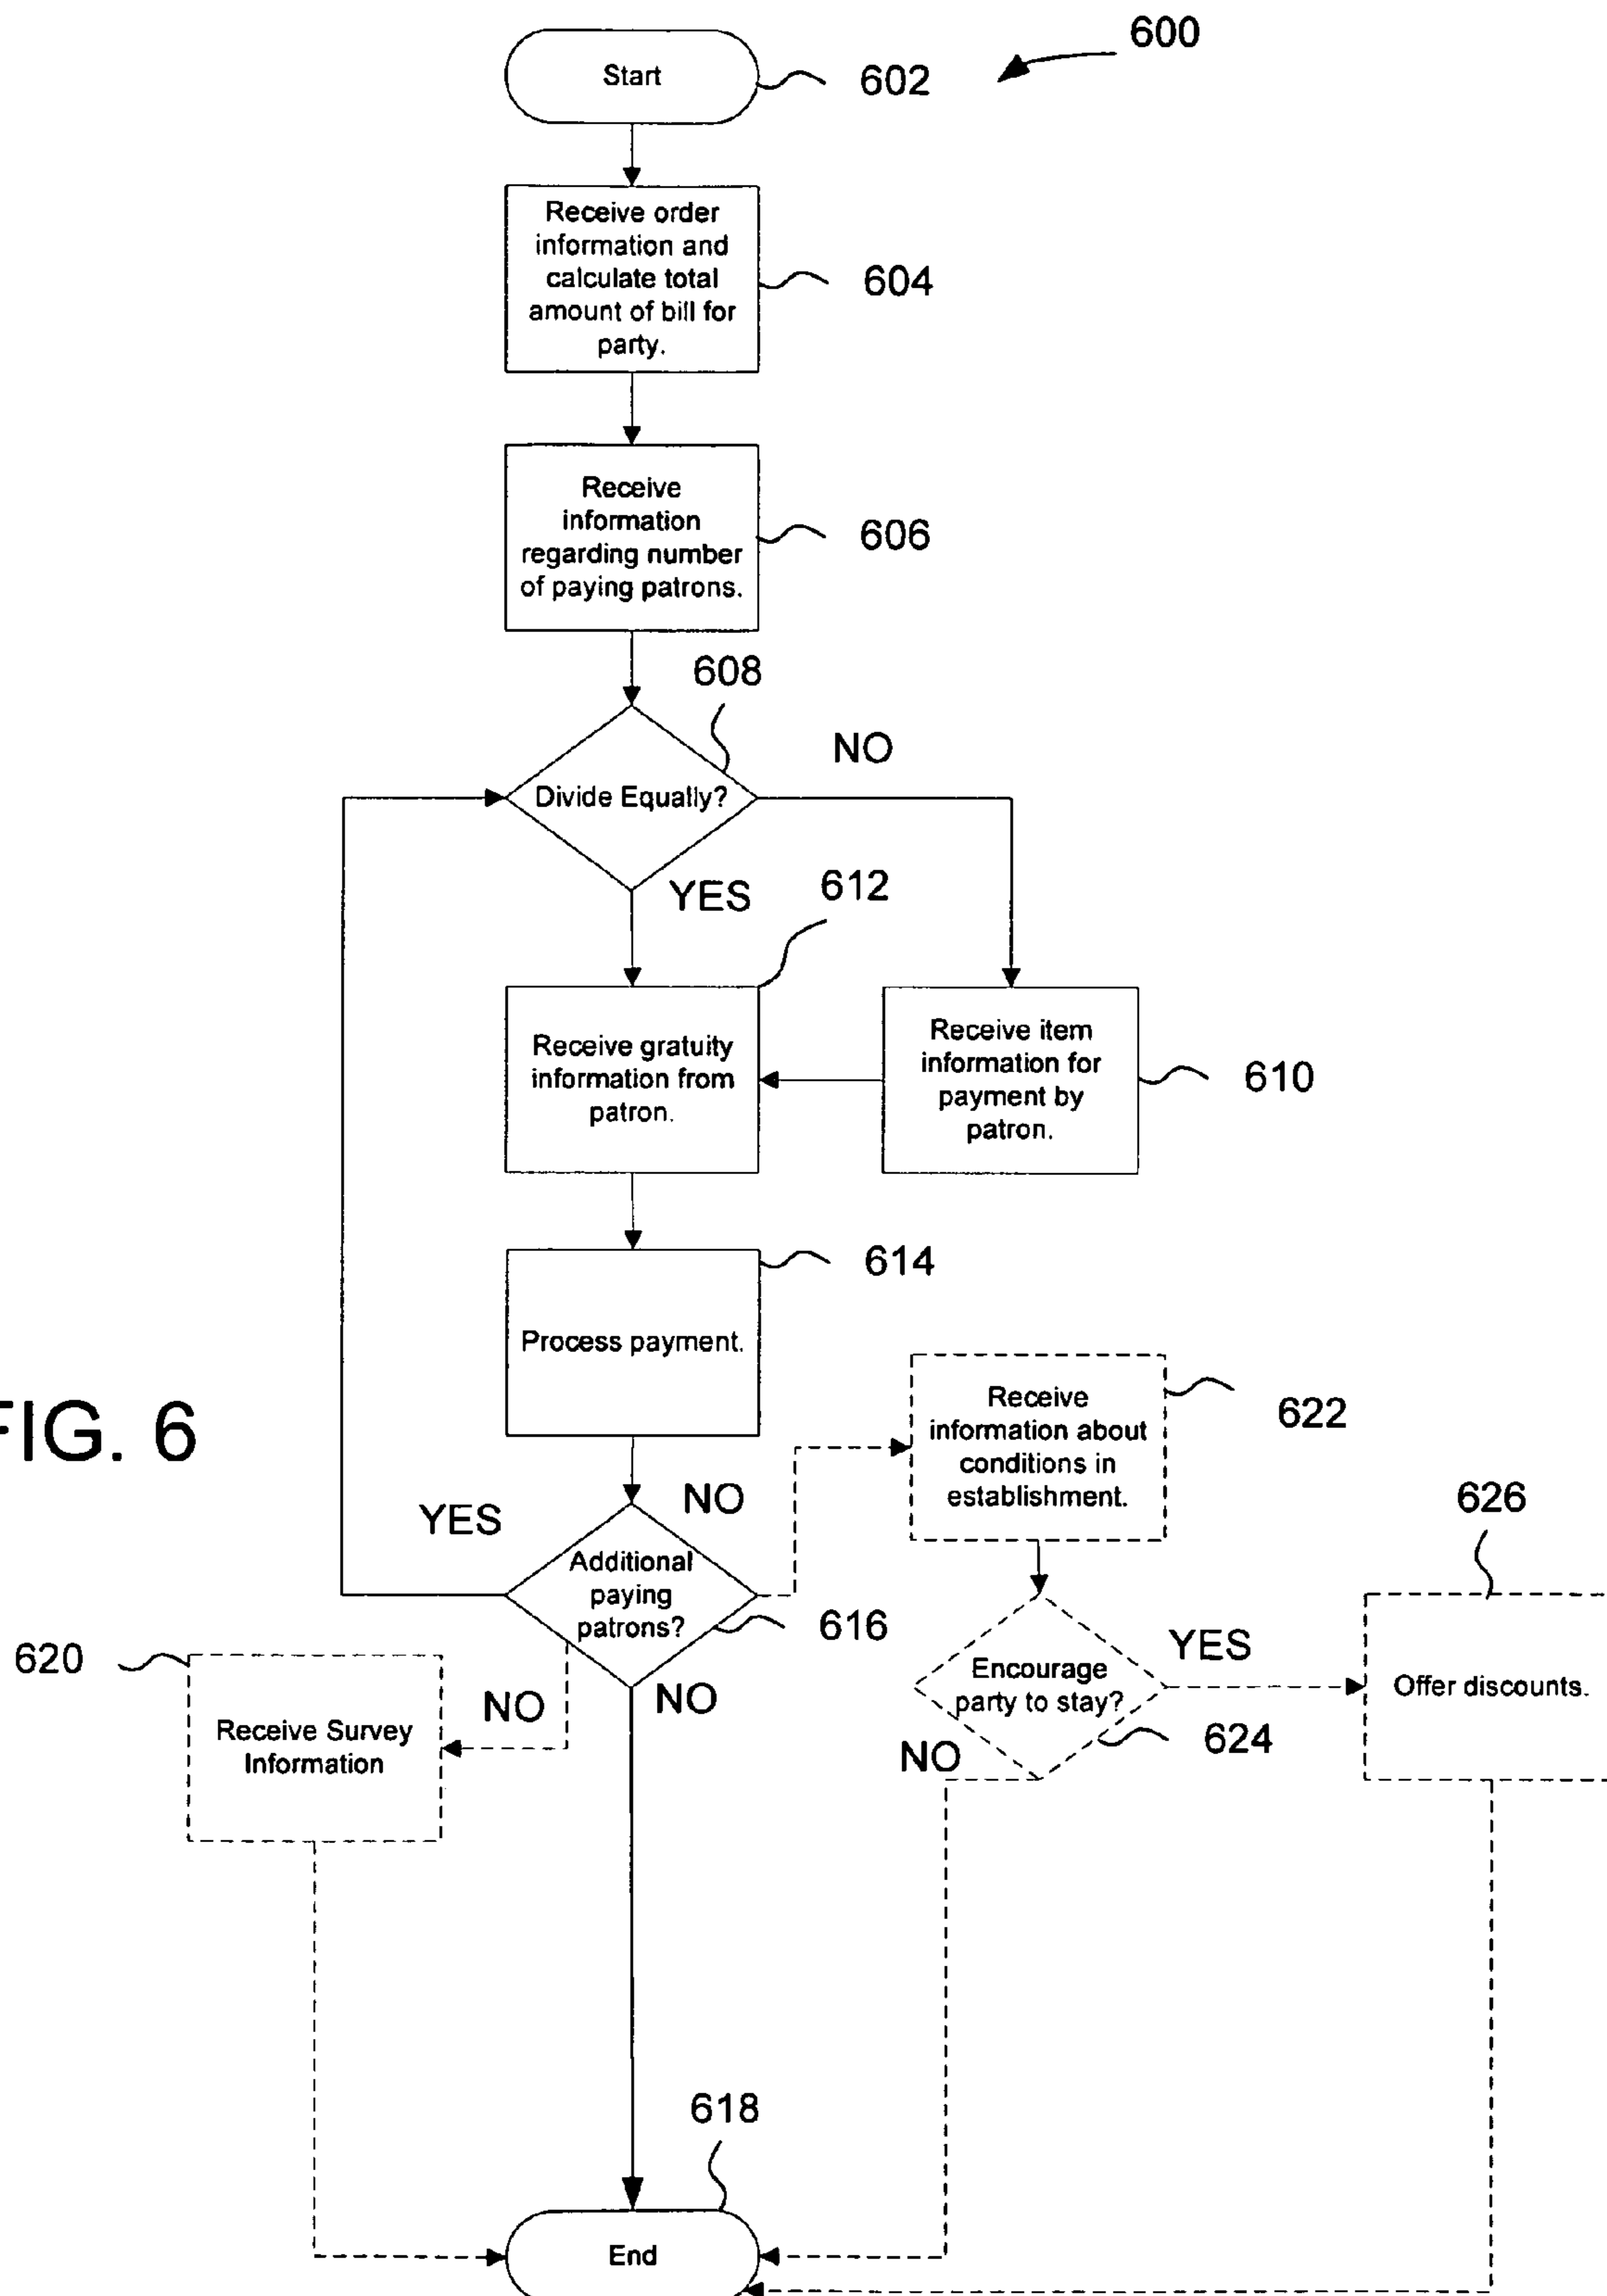 600
Start
602
Receive order
information and
calculate total
amount of bill for
party.
604
Receive
information
regarding number
of paying patrons.
606
608
Divide Equally?
NO
YES
612
Receive gratuity
information from
patron.
Receive item
information for
payment by
patron.
610
614
Process payment.
FIG. 6
Receive
information about
conditions in
establishment.
622
YES
NO
Additional
paying
patrons?
616
626
620
Receive Survey
Information
NO
NO
Encourage
party to stay?
YES
624
NO
Offer discounts.
618
End